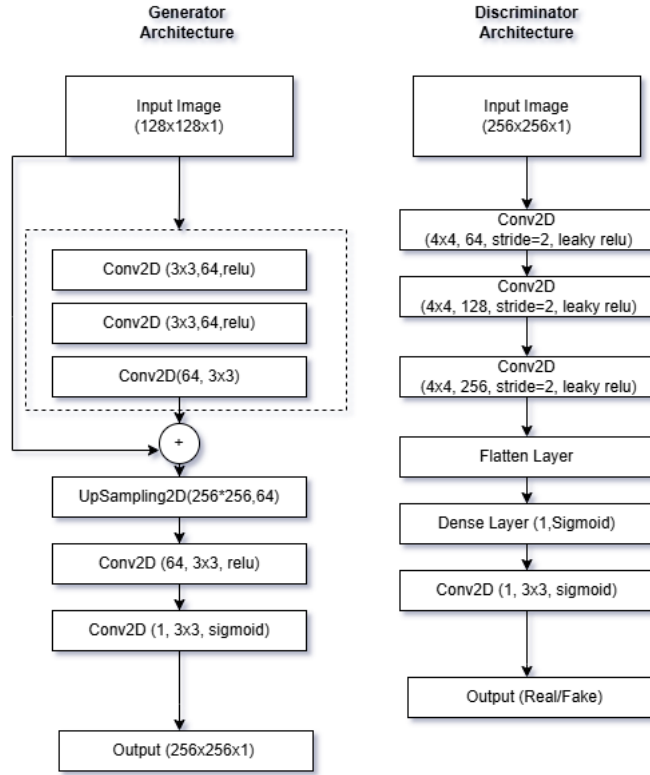 Generator
Architecture
Input Image
(128x128x1)
Conv2D (3x3,64,relu)
Conv2D (3x3,64,relu)
Conv2D(64, 3x3)
+
UpSampling2D(256*256,64)
Conv2D (64, 3x3, relu)
Conv2D (1, 3x3, sigmoid)
Output (256x256x1)
Discriminator
Architecture
Input Image
(256x256x1)
Conv2D
(4x4, 64, stride=2, leaky relu)
Conv2D
(4x4, 128, stride=2, leaky relu)
Conv2D
(4x4, 256, stride=2, leaky relu)
Flatten Layer
Dense Layer (1,Sigmoid)
Conv2D (1, 3x3, sigmoid)
Output (Real/Fake)